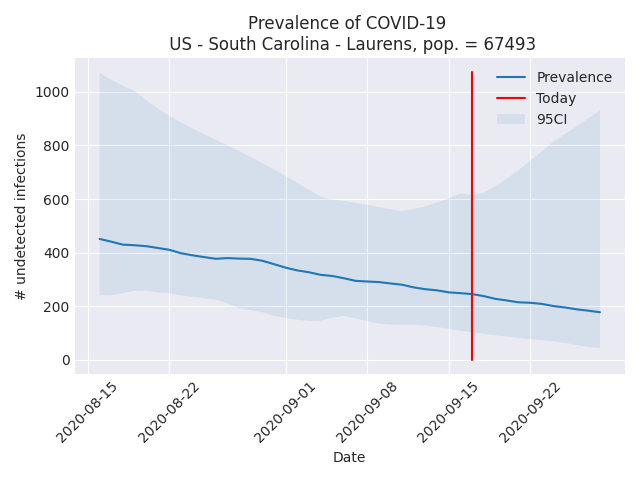 Prevalence of COVID-19
US - South Carolina - Laurens, pop. = 67493
Prevalence
Today
95CI
# undetected infections
1000
800
600
400
200
0
2020-08-15
2020-08-22
2020-09-01
2020-09-08
2020-09-15
2020-09-22
Date